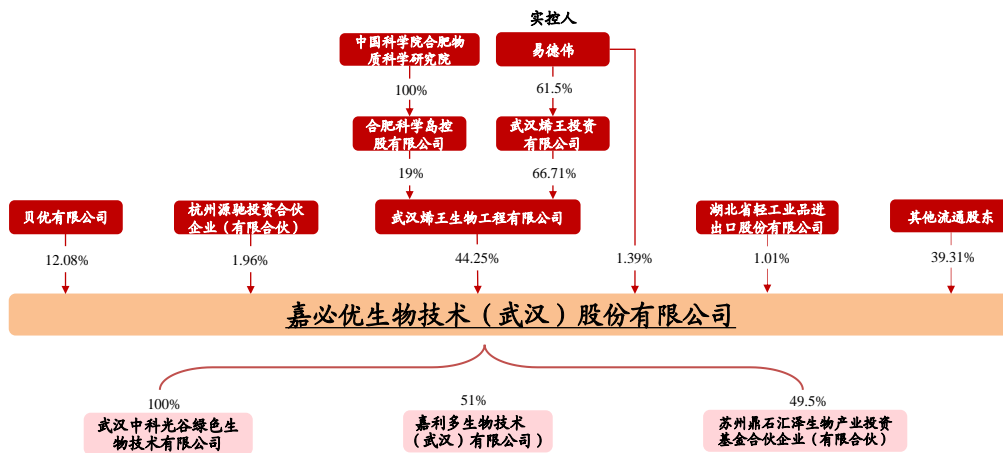 实控人
中国科学院合肥物
质科学研究院
易德伟
100%
61.5%
合肥科学岛控
股有限公司
武汉烯王投资
有限公司
19%
66.71%
贝优有限公司
杭州源驰投资合伙
企业（有限合伙）
武汉烯王生物工程有限公司
湖北省轻工业品进
出口股份有限公司
其他流通股东
12.08%
1.96%
44.25%
1.39%
1.01%
39.31%
嘉必优生物技术（武汉）股份有限公司
100%
51%
49.5%
武汉中科光谷绿色生
物技术有限公司
嘉利多生物技术
（武汉）有限公司）
苏州鼎石汇泽生物产业投资
基金合伙企业（有限合伙）